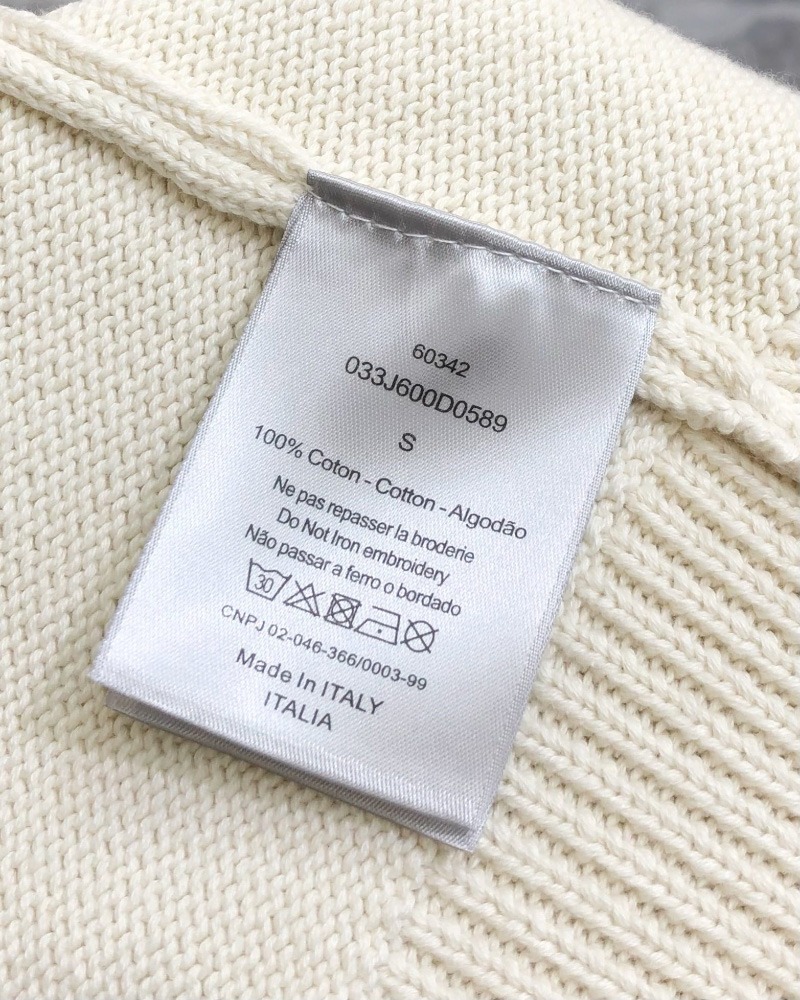 60342
033J600D0589
S
100% Coton - Cotton - Algodão
Ne pas repasser la broderie
Do Not Iron embroidery
Não passar a ferro o bordado
30
CNPJ 02-046-366/0003-99
Made In ITALY
ITALIA